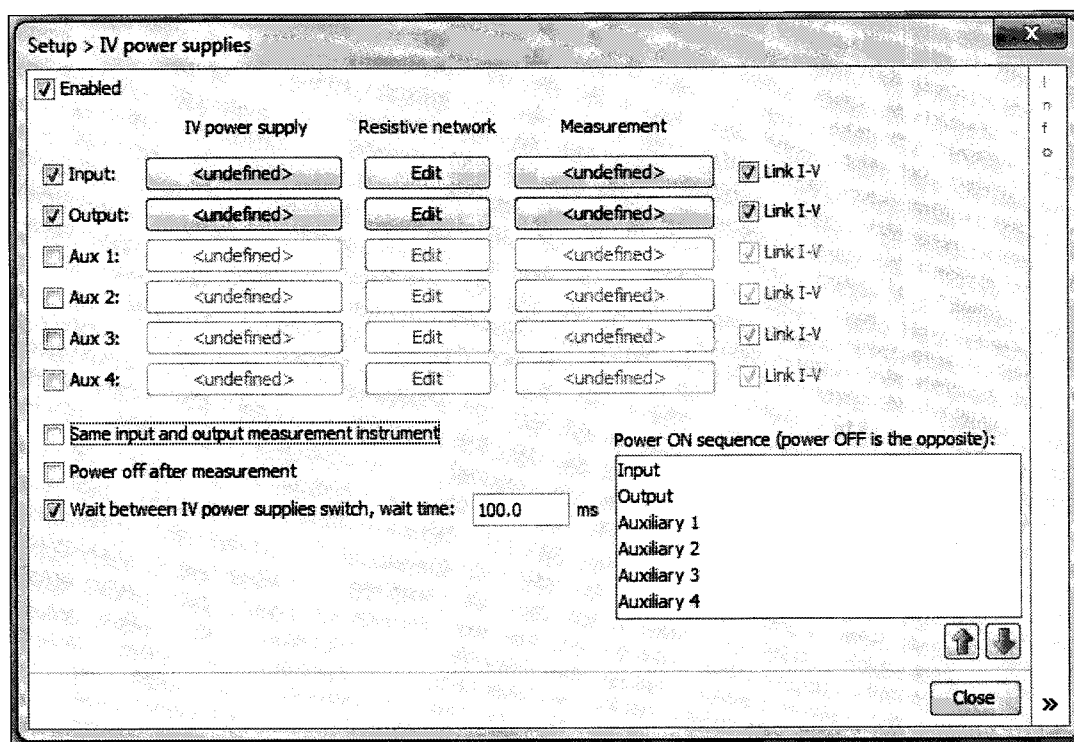 Setup > IV power supplies
X
Enabled
IV power supply Resistive network Measurement
Input: <undefined> Edit <undefined> Link I-V
Output: <undefined> Edit <undefined> Link I-V
Aux 1: <undefined> Edit <undefined> Link I-V
Aux 2: <undefined> Edit <undefined> Link I-V
Aux 3: <undefined> Edit <undefined> Link I-V
Aux 4: <undefined> Edit <undefined> Link I-V
Same input and output measurement instrument
Power off after measurement
Wait between IV power supplies switch, wait time: 100.0 ms
Power ON sequence (power OFF is the opposite):
Input
Output
Auxiliary 1
Auxiliary 2
Auxiliary 3
Auxiliary 4
Close
»
Info